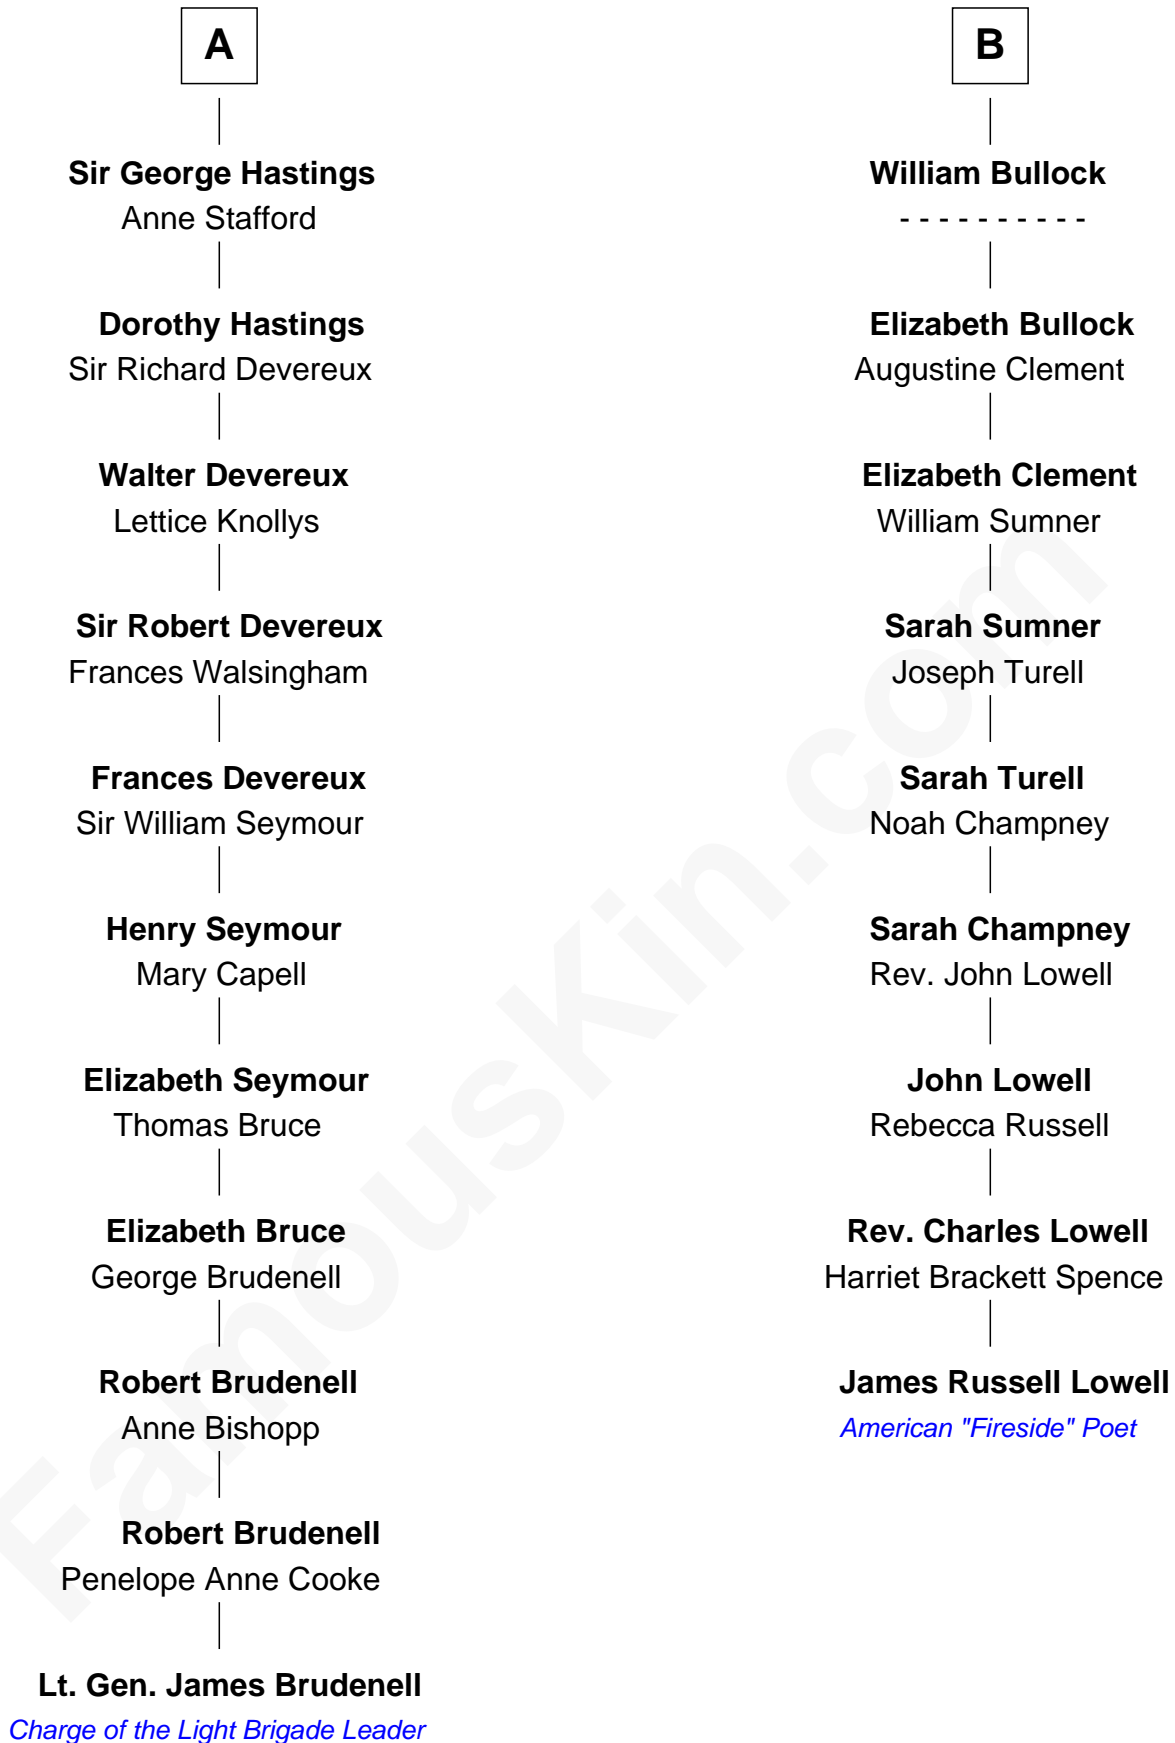 A
Sir George Hastings
Anne Stafford
Dorothy Hastings
Sir Richard Devereux
Walter Devereux
Lettice Knollys
Sir Robert Devereux
Frances Walsingham
Frances Devereux
Sir William Seymour
Henry Seymour
Mary Capell
Elizabeth Seymour
Thomas Bruce
Elizabeth Bruce
George Brudenell
Robert Brudenell
Anne Bishopp
Robert Brudenell
Penelope Anne Cooke
Lt. Gen. James Brudenell
Charge of the Light Brigade Leader
B
William Bullock
- - - - - - - - - -
Elizabeth Bullock
Augustine Clement
Elizabeth Clement
William Sumner
Sarah Sumner
Joseph Turell
Sarah Turell
Noah Champney
Sarah Champney
Rev. John Lowell
John Lowell
Rebecca Russell
Rev. Charles Lowell
Harriet Brackett Spence
James Russell Lowell
American "Fireside" Poet
FamousKin.com